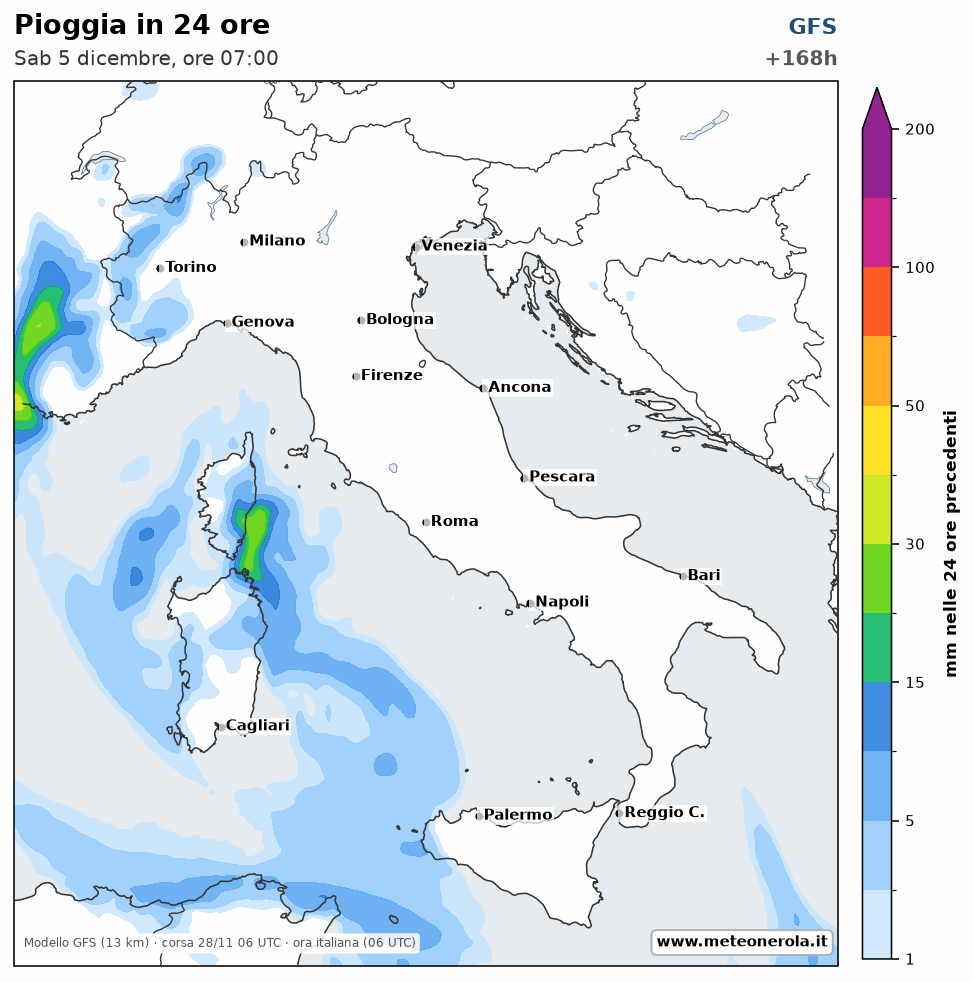 Pioggia in 24 ore
GFS
Sab 5 dicembre, ore 07:00
+168h
Milano
Venezia
Torino
Genova
Bologna
Firenze
Ancona
Pescara
Roma
Bari
Napoli
Cagliari
Palermo
Reggio C.
Modello GFS (13 km) · corsa 28/11 06 UTC · ora italiana (06 UTC)
www.meteonerola.it
200
100
50
30
15
5
1
mm nelle 24 ore precedenti